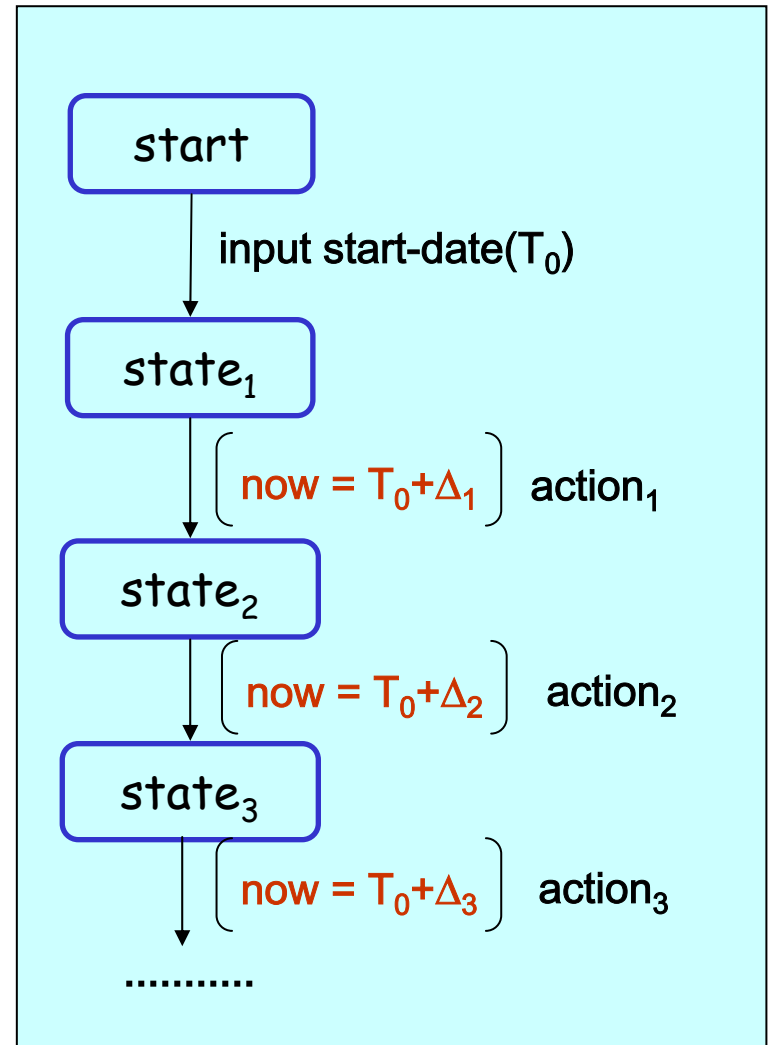 start
input start-date(T₀)
state₁
now = T₀+Δ₁ action₁
state₂
now = T₀+Δ₂ action₂
state₃
now = T₀+Δ₃ action₃
...........